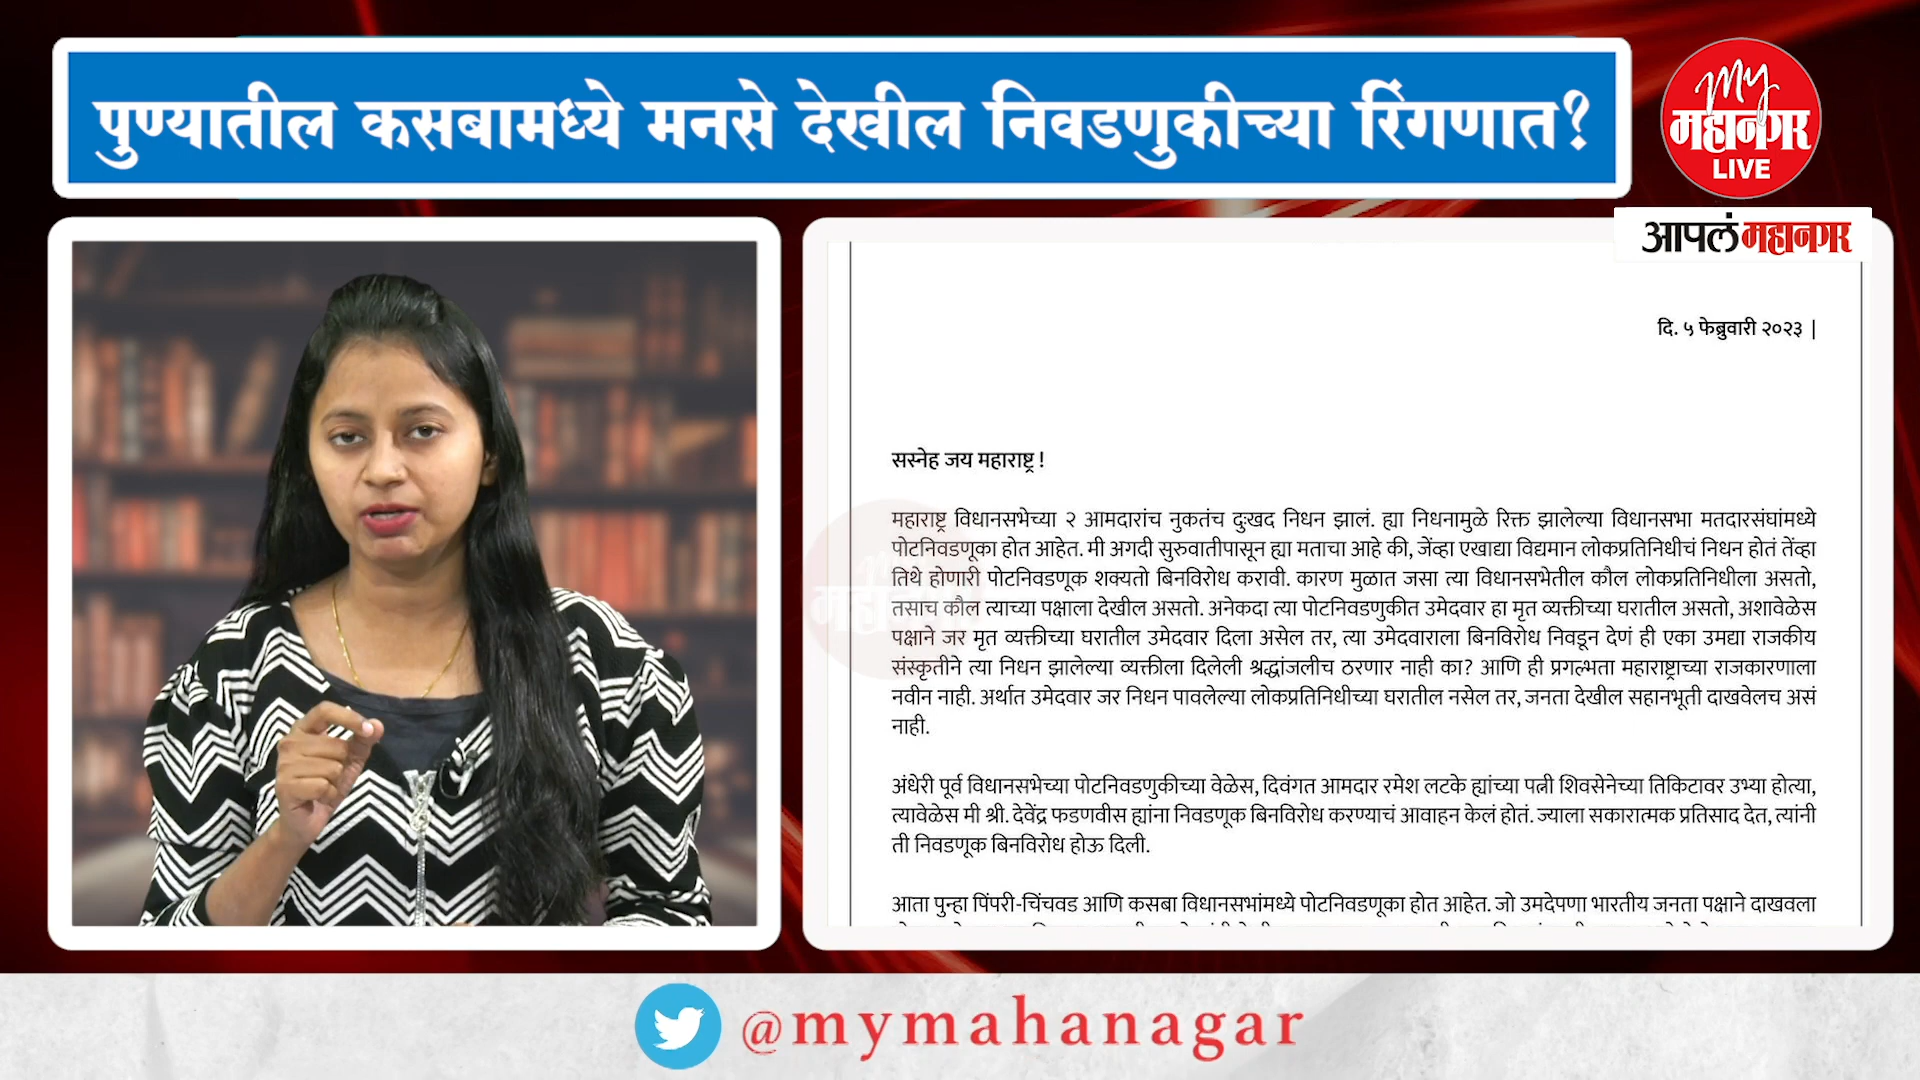 पुण्यातील कसबामध्ये मनसे देखील निवडणुकीच्या रिंगणात?
My
महानगर
LIVE
आपलं महानगर
दि. ५ फेब्रुवारी २०२३ |
सस्नेह जय महाराष्ट्र !
महाराष्ट्र विधानसभेच्या २ आमदारांच नुकतंच दुःखद निधन झालं. ह्या निधनामुळे रिक्त झालेल्या विधानसभा मतदारसंघांमध्ये
पोटनिवडणूका होत आहेत. मी अगदी सुरुवातीपासून ह्या मताचा आहे की, जेंव्हा एखाद्या विद्यमान लोकप्रतिनिधीचं निधन होतं तेंव्हा
तिथे होणारी पोटनिवडणूक शक्यतो बिनविरोध करावी. कारण मुळात जसा त्या विधानसभेतील कौल लोकप्रतिनिधीला असतो,
तसाच कौल त्याच्या पक्षाला देखील असतो. अनेकदा त्या पोटनिवडणुकीत उमेदवार हा मृत व्यक्तीच्या घरातील असतो, अशावेळेस
पक्षाने जर मृत व्यक्तीच्या घरातील उमेदवार दिला असेल तर, त्या उमेदवाराला बिनविरोध निवडून देणं ही एका उमद्या राजकीय
संस्कृतीने त्या निधन झालेल्या व्यक्तीला दिलेली श्रद्धांजलीच ठरणार नाही का? आणि ही प्रगल्भता महाराष्ट्राच्या राजकारणाला
नवीन नाही. अर्थात उमेदवार जर निधन पावलेल्या लोकप्रतिनिधीच्या घरातील नसेल तर, जनता देखील सहानभूती दाखवेलच असं
नाही.
अंधेरी पूर्व विधानसभेच्या पोटनिवडणुकीच्या वेळेस, दिवंगत आमदार रमेश लटके ह्यांच्या पत्नी शिवसेनेच्या तिकिटावर उभ्या होत्या,
त्यावेळेस मी श्री. देवेंद्र फडणवीस ह्यांना निवडणूक बिनविरोध करण्याचं आवाहन केलं होतं. ज्याला सकारात्मक प्रतिसाद देत, त्यांनी
ती निवडणूक बिनविरोध होऊ दिली.
आता पुन्हा पिंपरी-चिंचवड आणि कसबा विधानसभांमध्ये पोटनिवडणूका होत आहेत. जो उमदेपणा भारतीय जनता पक्षाने दाखवला
@mymahanagar